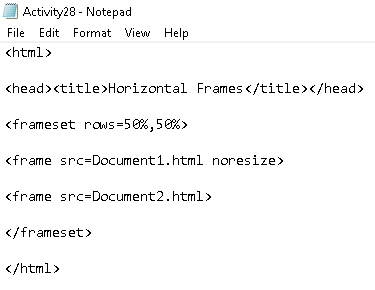 Activity28 - Notepad
File Edit Format View Help
<html>
<head><title>Horizontal Frames</title></head>
<frameset rows=50%,50%>
<frame src=Document1.html noresize>
<frame src=Document2.html>
</frameset>
</html>